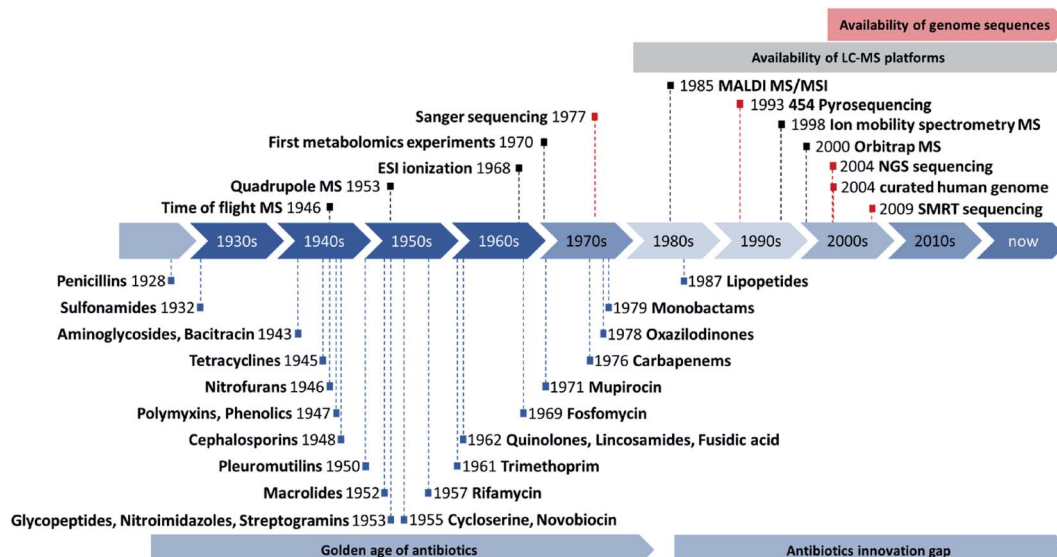 Availability of genome sequences
Availability of LC-MS platforms
1985 MALDI MS/MSI
1993 454 Pyrosequencing
Sanger sequencing 1977
1998 Ion mobility spectrometry MS
First metabolomics experiments 1970
2000 Orbitrap MS
ESI ionization 1968
2004 NGS sequencing
Quadrupole MS 1953
2004 curated human genome
Time of flight MS 1946
2009 SMRT sequencing
1930s 1940s 1950s 1960s 1970s 1980s 1990s 2000s 2010s now
Penicillins 1928
1987 Lipopetides
Sulfonamides 1932
1979 Monobactams
Aminoglycosides, Bacitracin 1943
1978 Oxazilodinones
Tetracyclines 1945
1976 Carbapenems
Nitrofurans 1946
1971 Mupirocin
Polymyxins, Phenolics 1947
1969 Fosfomycin
Cephalosporins 1948
1962 Quinolones, Lincosamides, Fusidic acid
Pleuromutilins 1950
1961 Trimethoprim
Macrolides 1952
1957 Rifamycin
Glycopeptides, Nitroimidazoles, Streptogramins 1953
1955 Cycloserine, Novobiocin
Golden age of antibiotics
Antibiotics innovation gap